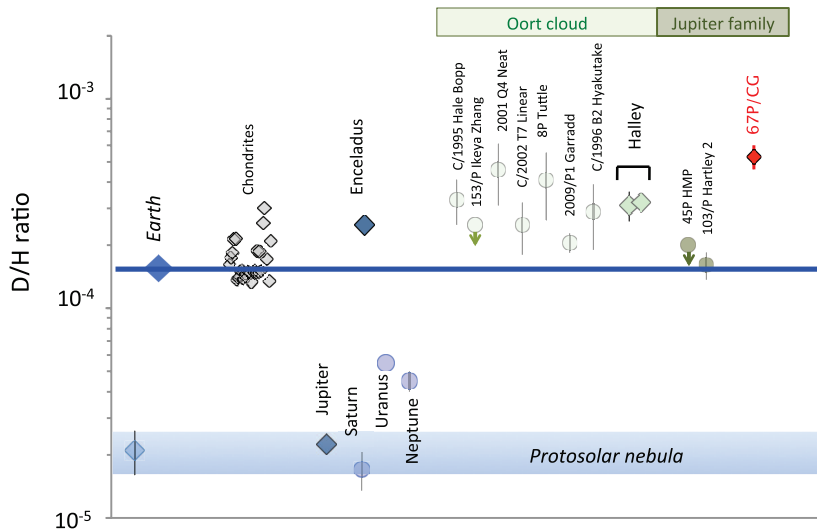 Oort cloud
Jupiter family
10-3
10-4
10-5
D/H ratio
Earth
Chondrites
Enceladus
C/1995 Hale Bopp
153/P Ikeya Zhang
2001 Q4 Neat
C/2002 T7 Linear
8P Tuttle
2009/P1 Garradd
C/1996 B2 Hyakutake
Halley
45P HMP
103/P Hartley 2
67P/CG
Jupiter
Saturn
Uranus
Neptune
Protosolar nebula